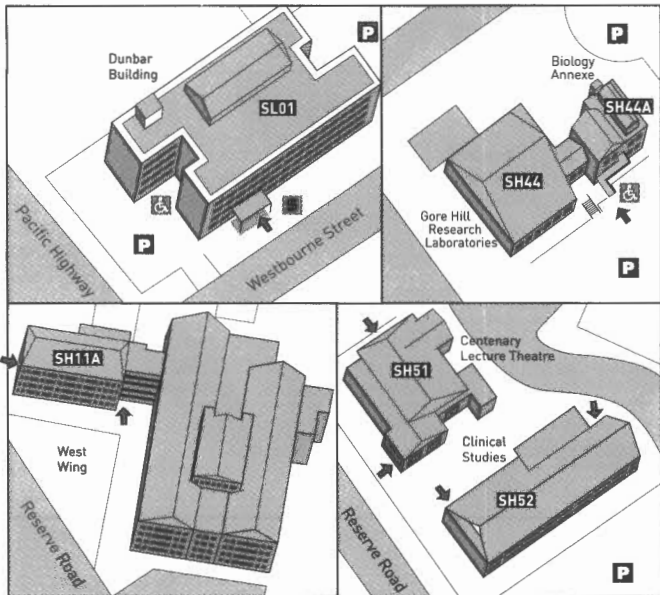 P
Dunbar
Building
SL01
P
Pacific Highway
Westbourne Street
P
Biology
Annexe
SH44A
SH44
Gore Hill
Research
Laboratories
P
SH11A
West
Wing
Reserve Road
SH51
Centenary
Lecture Theatre
Clinical
Studies
SH52
Reserve Road
P